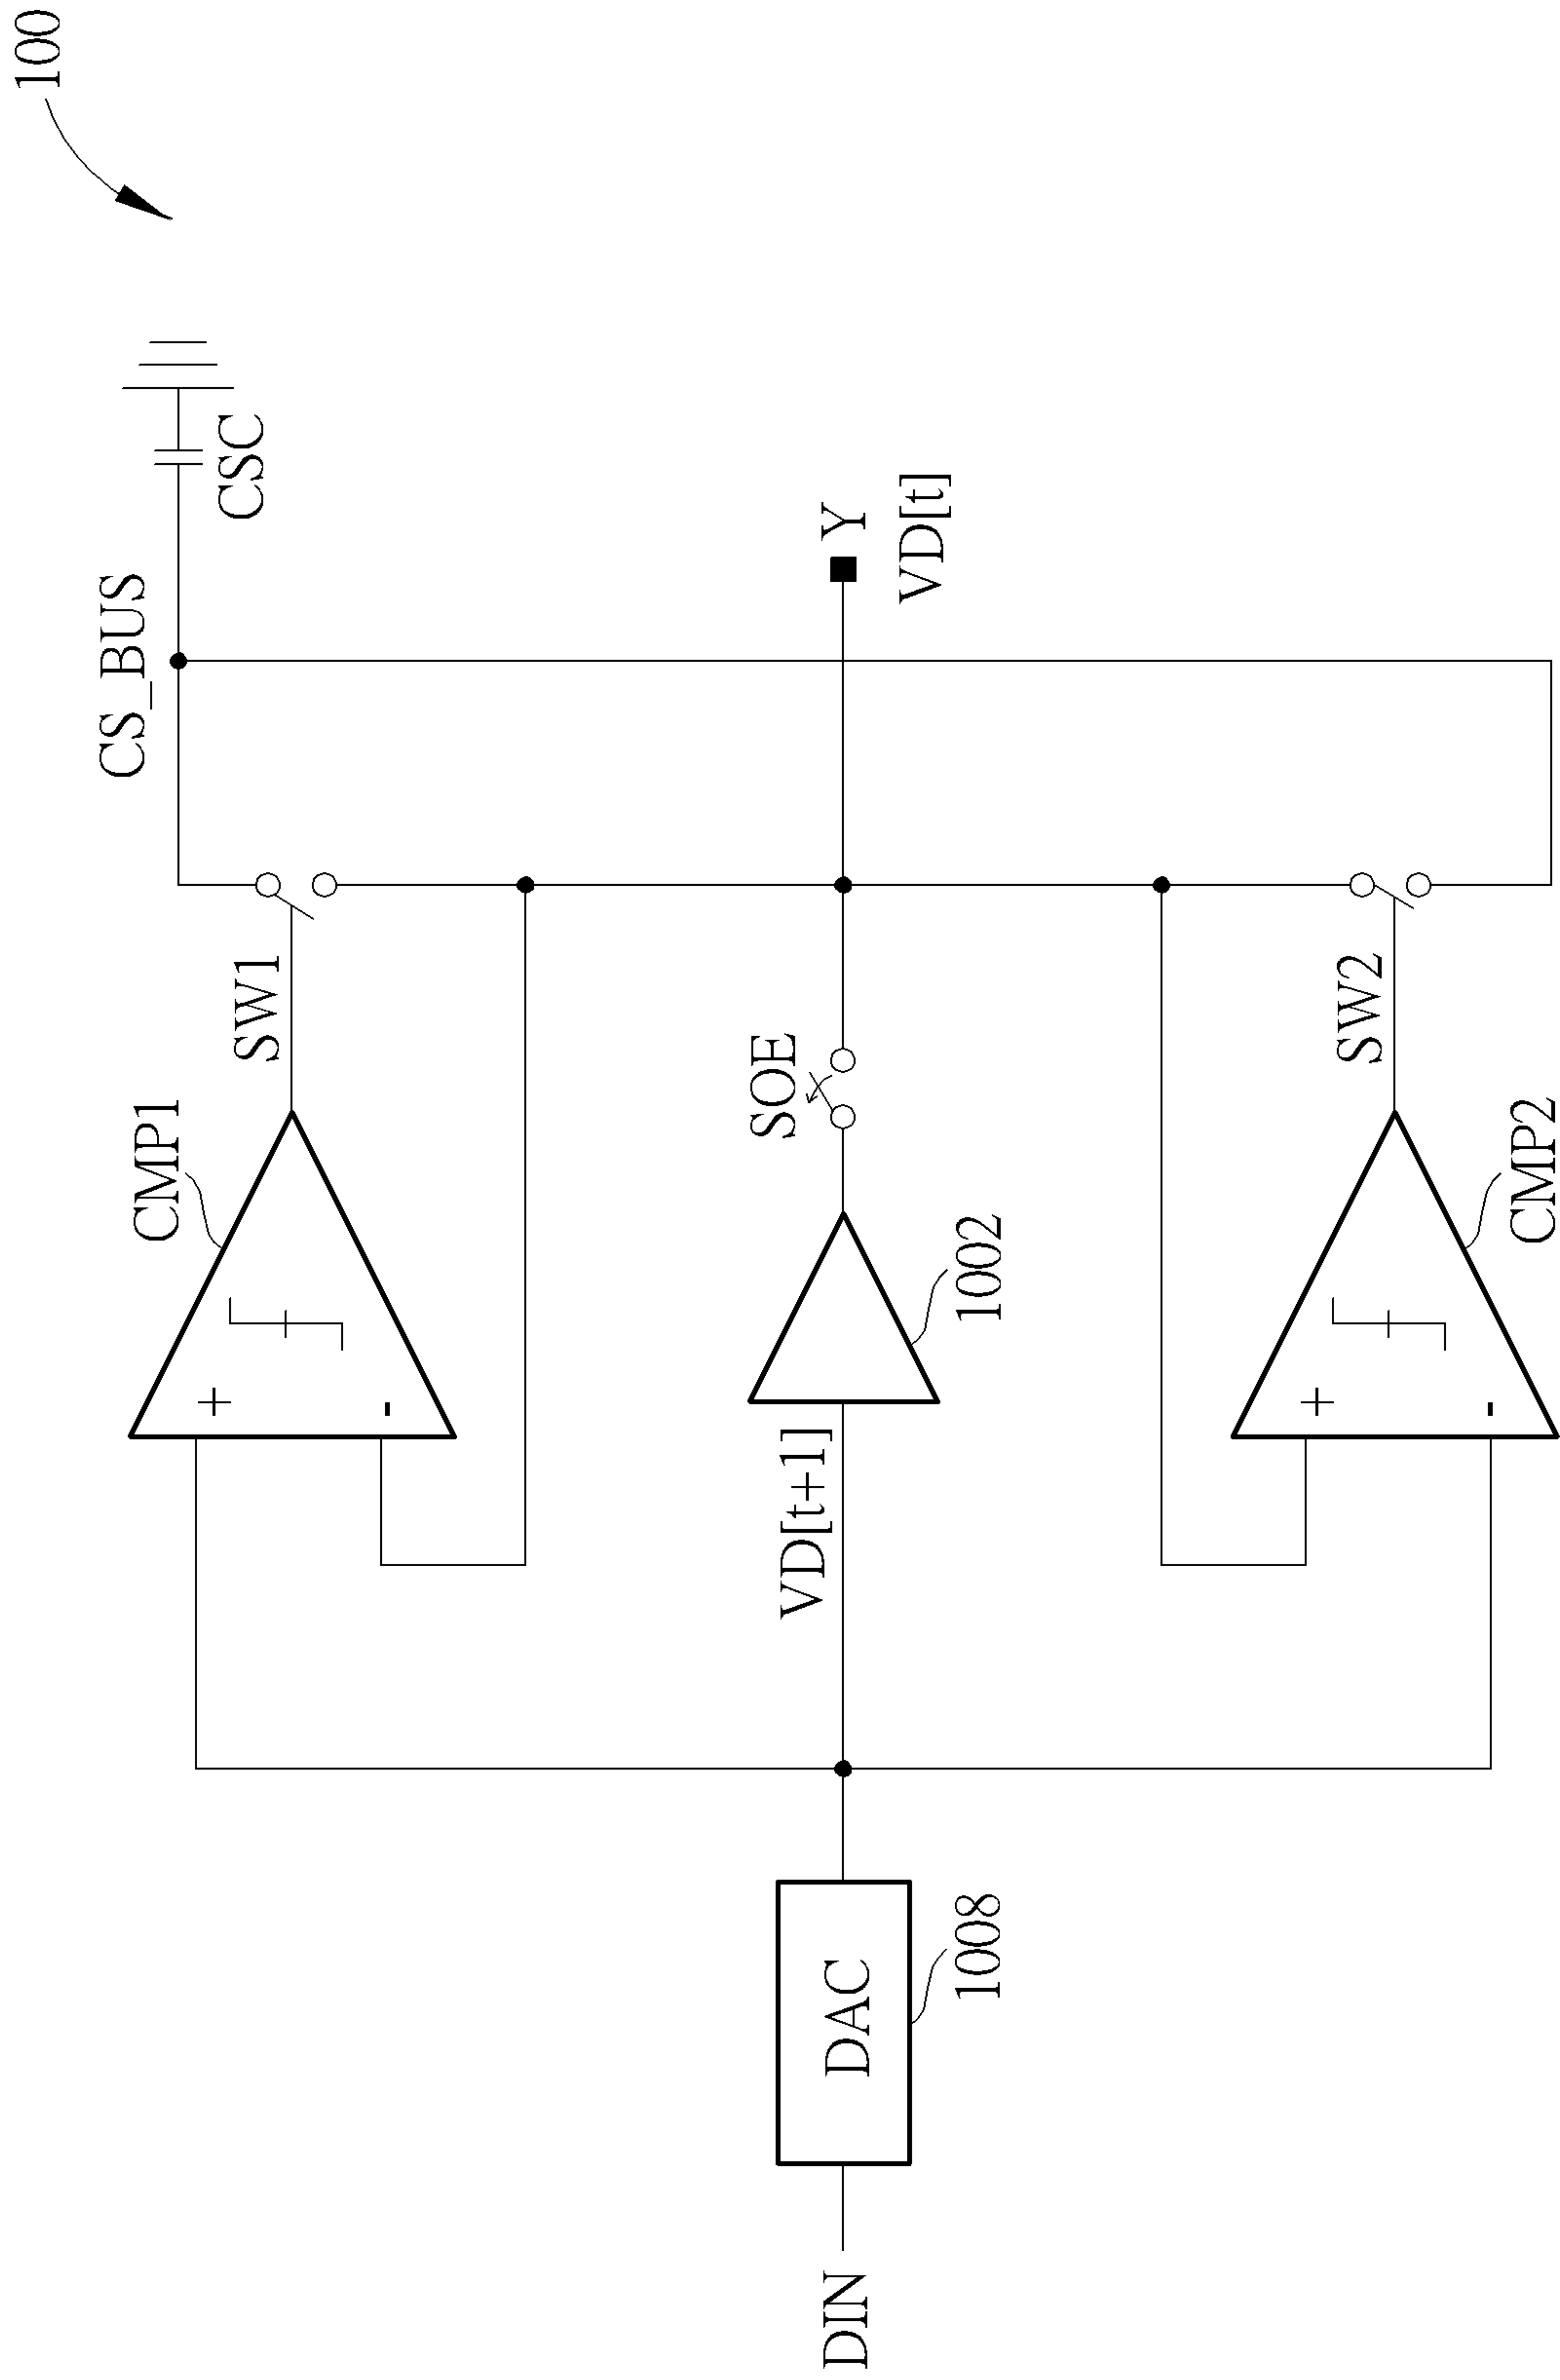 100
CS_BUS
CSC
CMP1
SW1
+
-
SOE
Y
VD[t+1]
VD[t]
DIN
DAC
1008
1002
SW2
+
-
CMP2